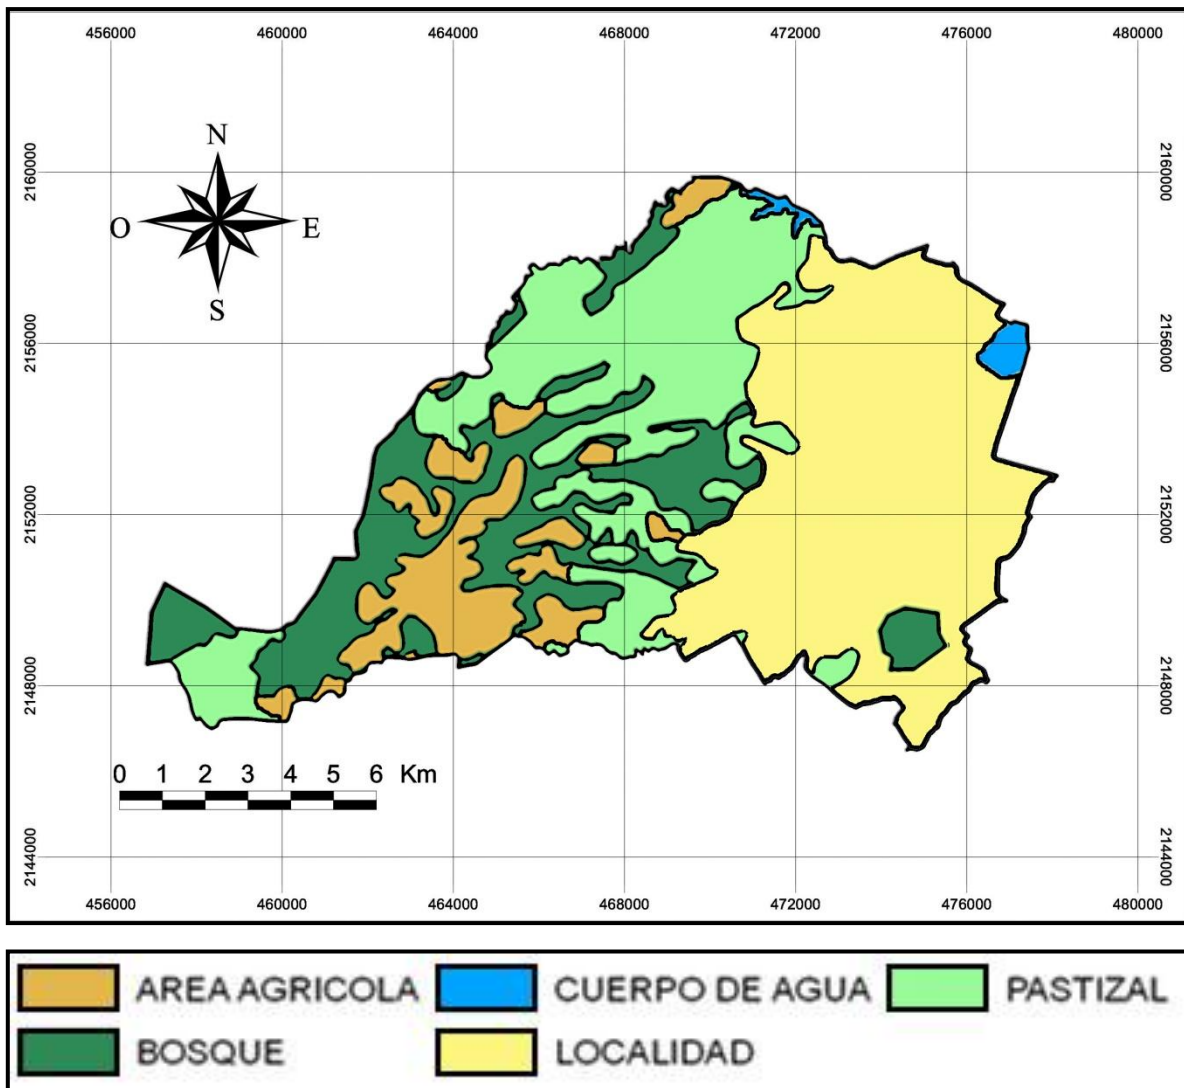 456000 460000 464000 468000 472000 476000 480000
N
O E
S
2160000 2160000
2156000 2156000
2152000 2152000
2148000 2148000
2144000 2144000
0 1 2 3 4 5 6 Km
456000 460000 464000 468000 472000 476000 480000
AREA AGRICOLA CUERPO DE AGUA PASTIZAL
BOSQUE LOCALIDAD